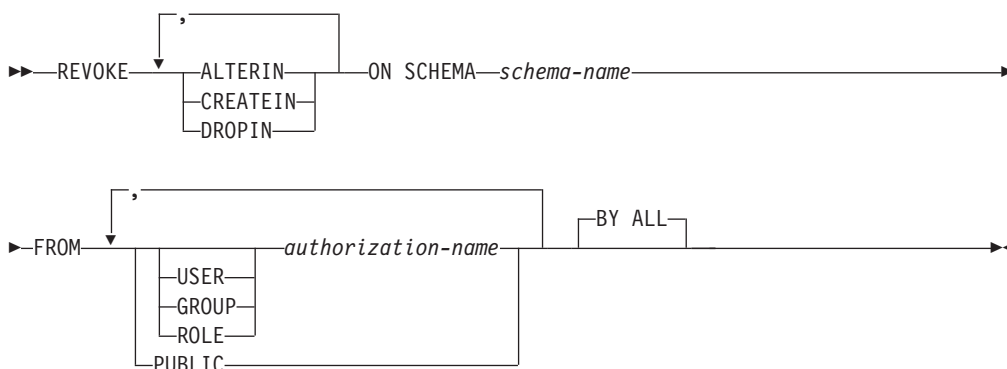 ,
REVOKE ALTERIN ON SCHEMA schema-name
CREATEIN
DROPIN
,
BY ALL
FROM authorization-name
USER
GROUP
ROLE
PUBLIC